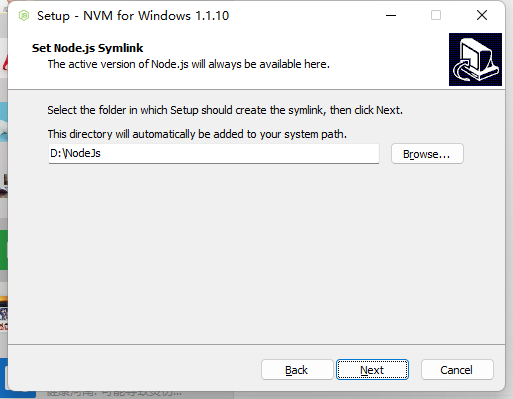 Setup - NVM for Windows 1.1.10
Set Node.js Symlink
The active version of Node.js will always be available here.
Select the folder in which Setup should create the symlink, then click Next.
This directory will automatically be added to your system path.
D:\NodeJs
Browse...
Back
Next
Cancel